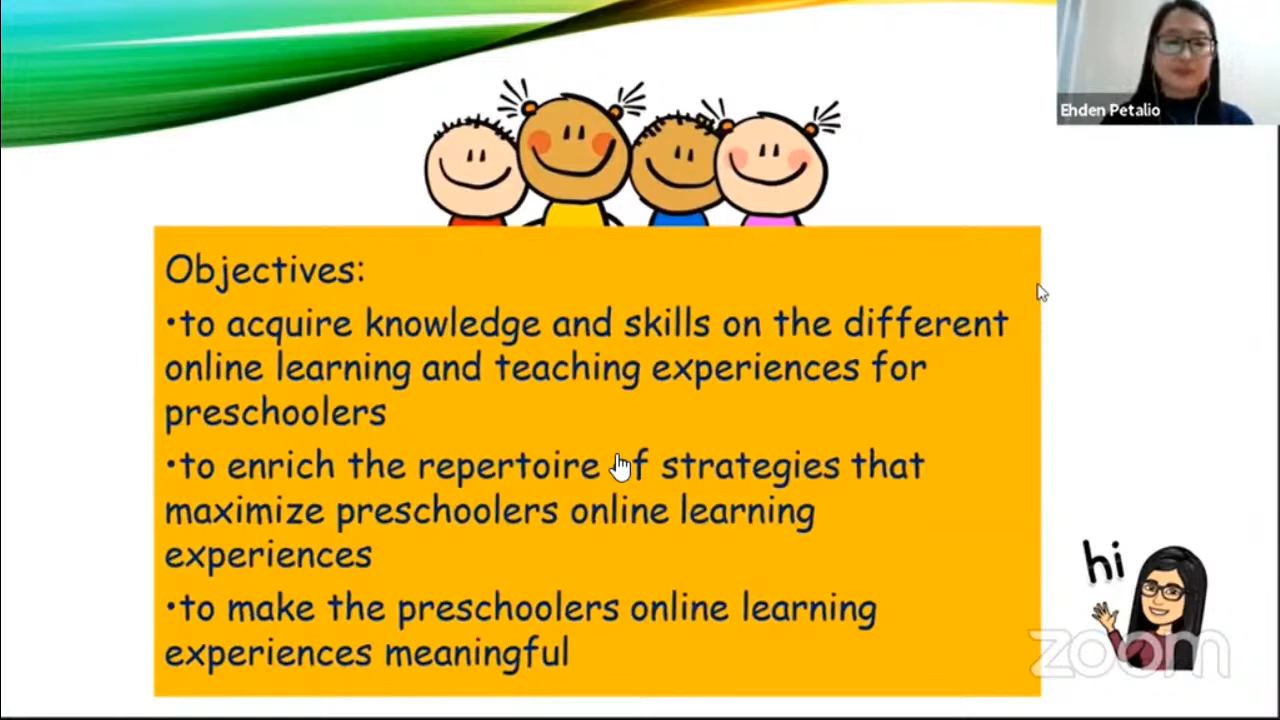 Ehden Petalio
Objectives:
•to acquire knowledge and skills on the different
online learning and teaching experiences for
preschoolers
•to enrich the repertoire of strategies that
maximize preschoolers online learning
experiences
•to make the preschoolers online learning
experiences meaningful
hi
zoom